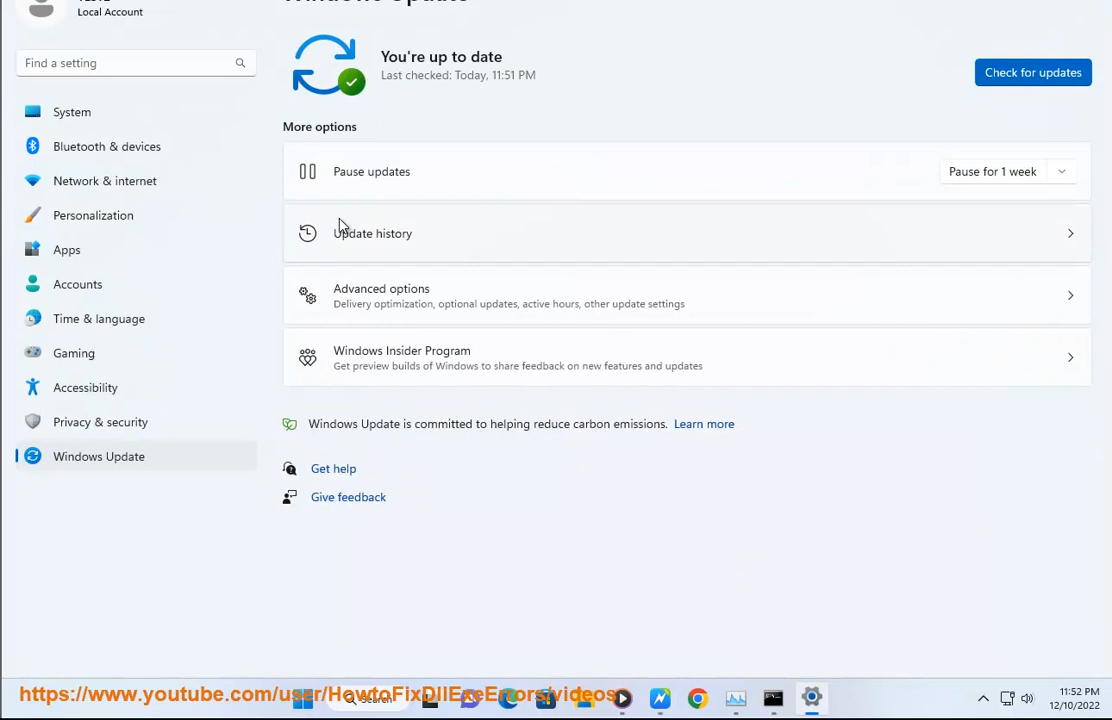 Local Account
Find a setting
System
Bluetooth & devices
Network & internet
Personalization
Apps
Accounts
Time & language
Gaming
Accessibility
Privacy & security
Windows Update
Windows Update
You're up to date
Last checked: Today, 11:51 PM
Check for updates
More options
Pause updates
Pause for 1 week
Update history
Advanced options
Delivery optimization, optional updates, active hours, other update settings
Windows Insider Program
Get preview builds of Windows to share feedback on new features and updates
Windows Update is committed to helping reduce carbon emissions. Learn more
Get help
Give feedback
https://www.youtube.com/user/HowtoFixDllExeErrors/videos
Search
11:52 PM
12/10/2022